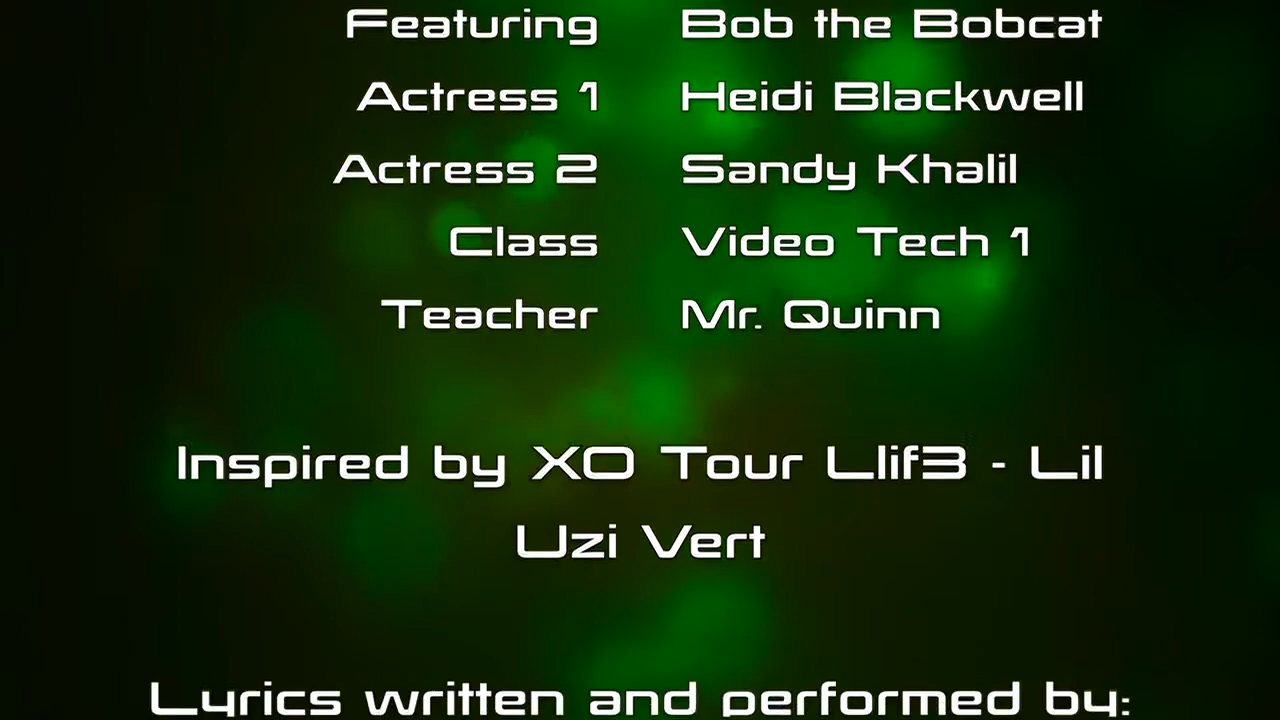 Featuring Bob the Bobcat
Actress 1 Heidi Blackwell
Actress 2 Sandy Khalil
Class Video Tech 1
Teacher Mr. Quinn
Inspired by XO Tour Llif3 - Lil
Uzi Vert
Lyrics written and performed by: